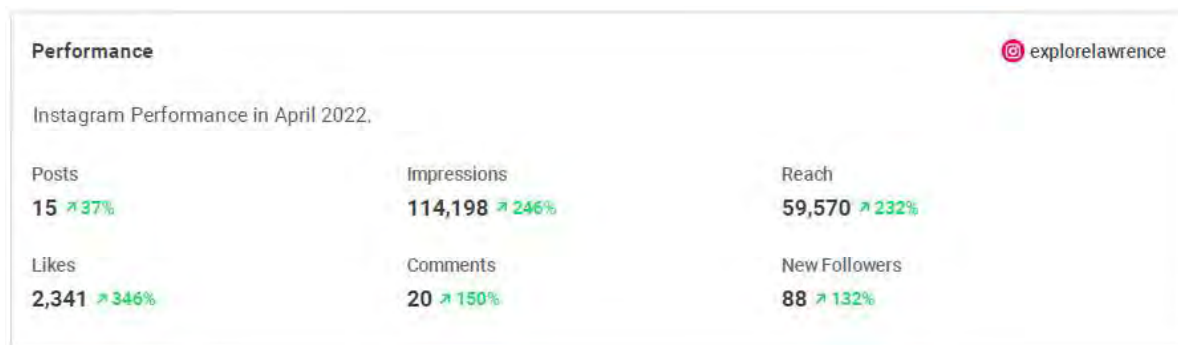 Performance
explorelawrence
Instagram Performance in April 2022.
Posts
Impressions
Reach
15 ↗37%
114,198 ↗246%
59,570 ↗232%
Likes
Comments
New Followers
2,341 ↗346%
20 ↗150%
88 ↗132%